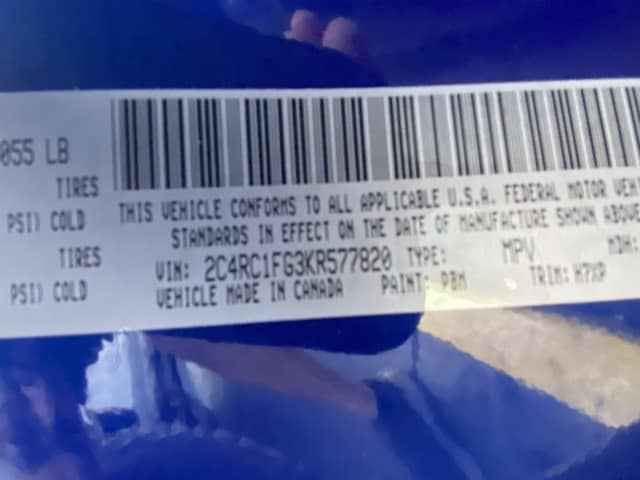 055 LB
TIRES
PSI) COLD
TIRES
PSI) COLD
THIS VEHICLE CONFORMS TO ALL APPLICABLE U.S.A. FEDERAL MOTOR VEH
STANDARDS IN EFFECT ON THE DATE OF MANUFACTURE SHOWN ABOVE
VIN: 2C4RC1FG3KR577820 TYPE: MPV MDH:
VEHICLE MADE IN CANADA PAINT: PBM TRIM: H7XP